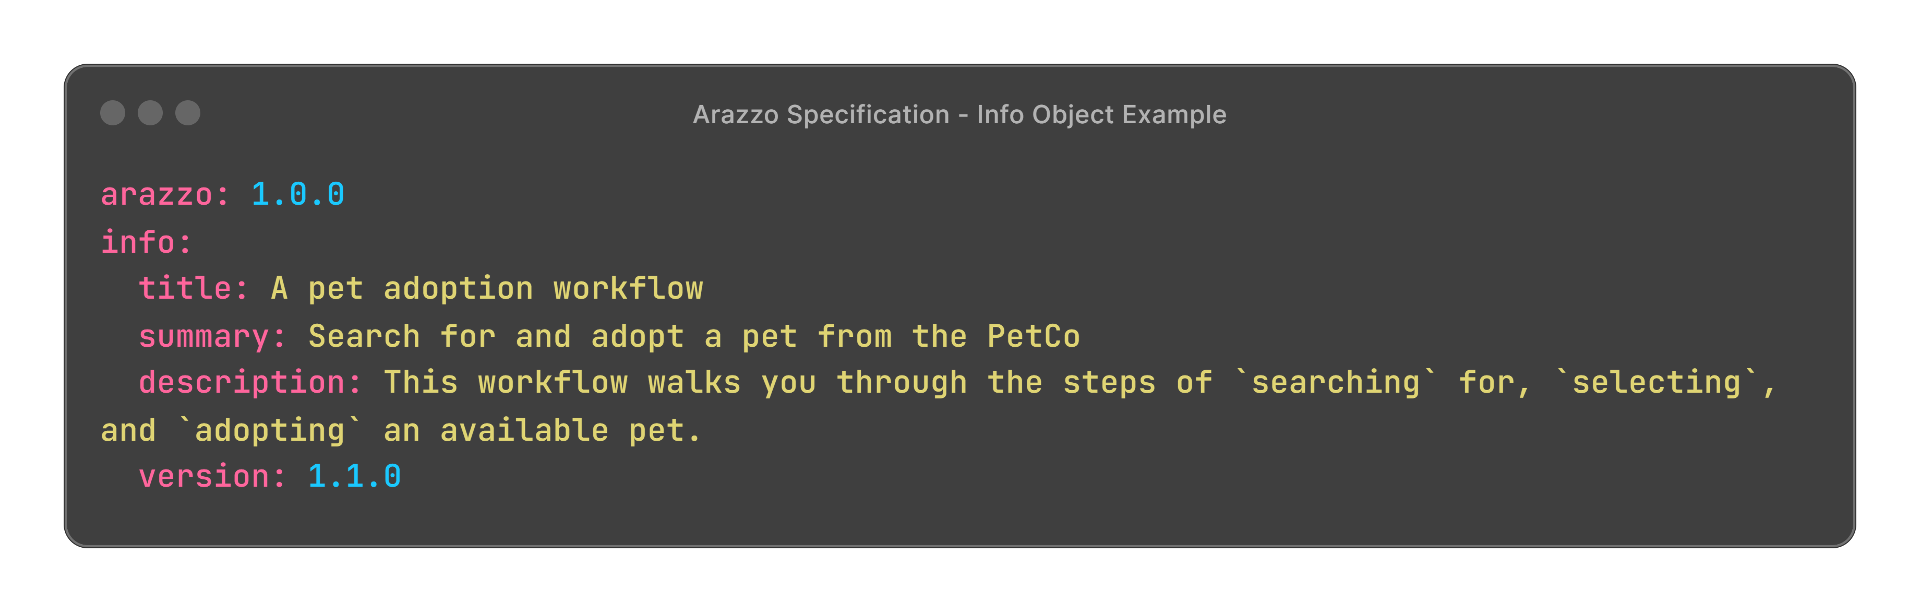 Arazzo Specification - Info Object Example
arazzo: 1.0.0
info:
  title: A pet adoption workflow
  summary: Search for and adopt a pet from the PetCo
  description: This workflow walks you through the steps of `searching` for, `selecting`,
and `adopting` an available pet.
  version: 1.1.0